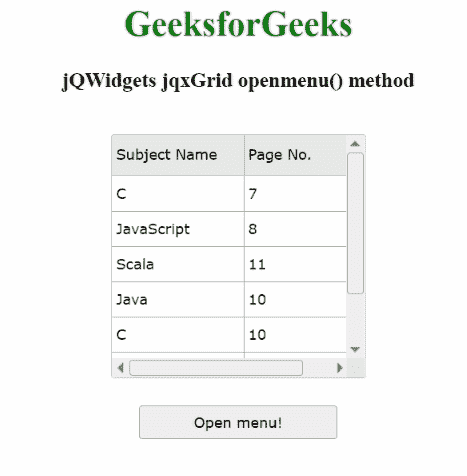 GeeksforGeeks
jQWidgets jqxGrid openmenu() method
Subject Name Page No.
C 7
JavaScript 8
Scala 11
Java 10
C 10
Open menu!